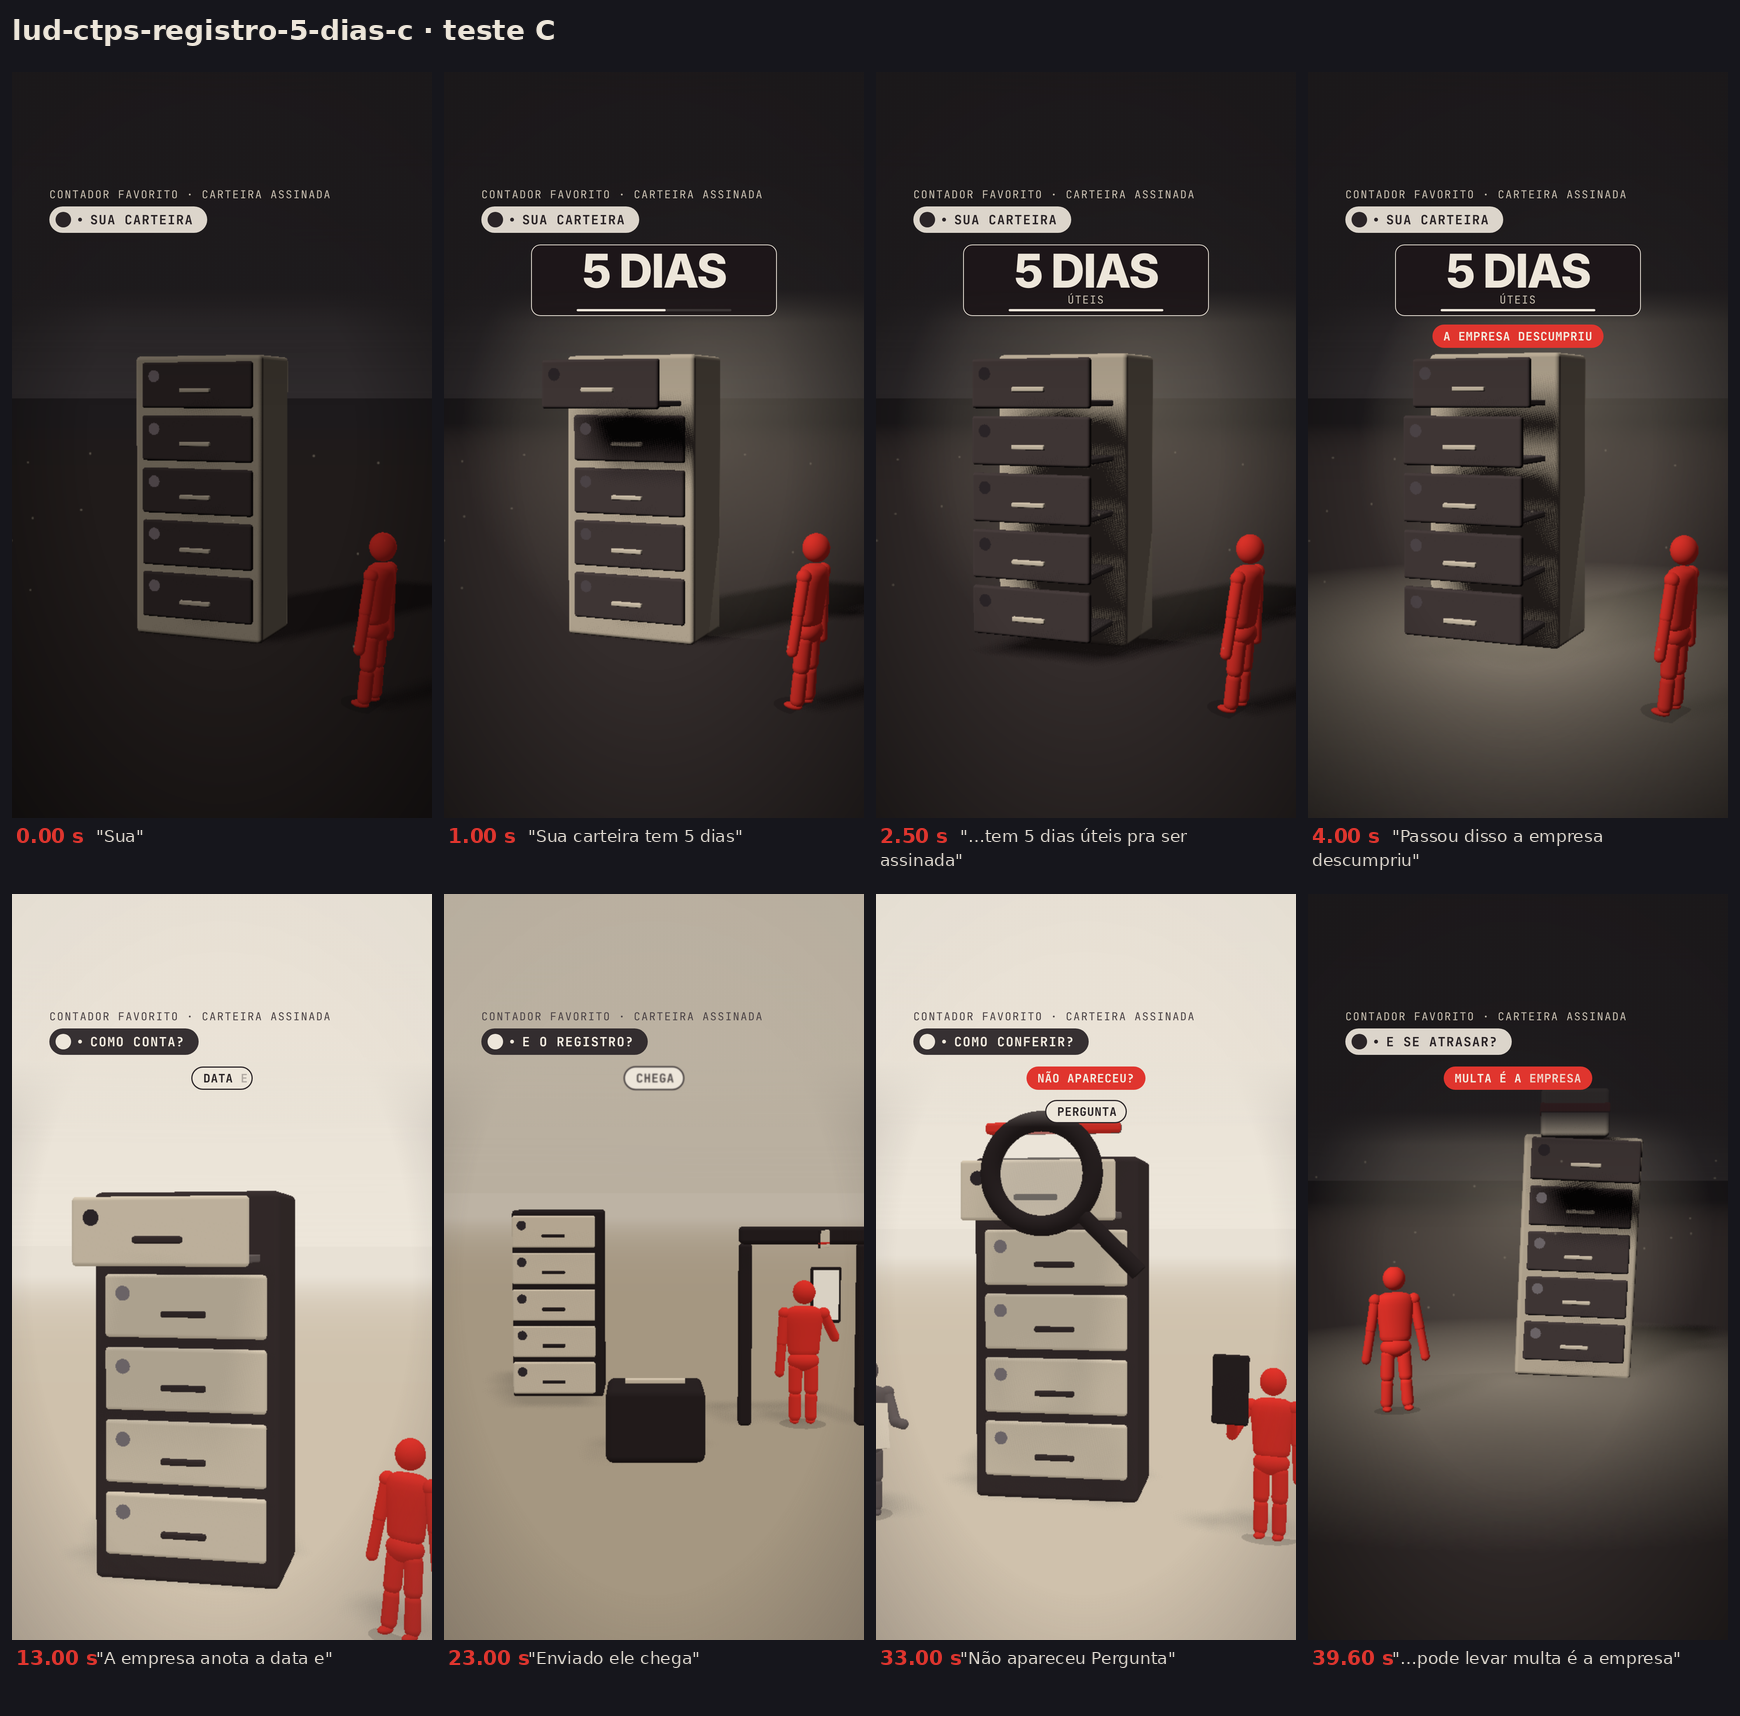 lud-ctps-registro-5-dias-c · teste C
CONTADOR FAVORITO · CARTEIRA ASSINADA
• SUA CARTEIRA
CONTADOR FAVORITO · CARTEIRA ASSINADA
• SUA CARTEIRA
5 DIAS
CONTADOR FAVORITO · CARTEIRA ASSINADA
• SUA CARTEIRA
5 DIAS
ÚTEIS
CONTADOR FAVORITO · CARTEIRA ASSINADA
• SUA CARTEIRA
5 DIAS
ÚTEIS
A EMPRESA DESCUMPRIU
0.00 s "Sua"
1.00 s "Sua carteira tem 5 dias"
2.50 s "...tem 5 dias úteis pra ser
assinada"
4.00 s "Passou disso a empresa
descumpriu"
CONTADOR FAVORITO · CARTEIRA ASSINADA
• COMO CONTA?
DATA E
CONTADOR FAVORITO · CARTEIRA ASSINADA
• E O REGISTRO?
CHEGA
CONTADOR FAVORITO · CARTEIRA ASSINADA
• COMO CONFERIR?
NÃO APARECEU?
PERGUNTA
CONTADOR FAVORITO · CARTEIRA ASSINADA
• E SE ATRASAR?
MULTA É A EMPRESA
13.00 s "A empresa anota a data e"
23.00 s "Enviado ele chega"
33.00 s "Não apareceu Pergunta"
39.60 s "...pode levar multa é a empresa"